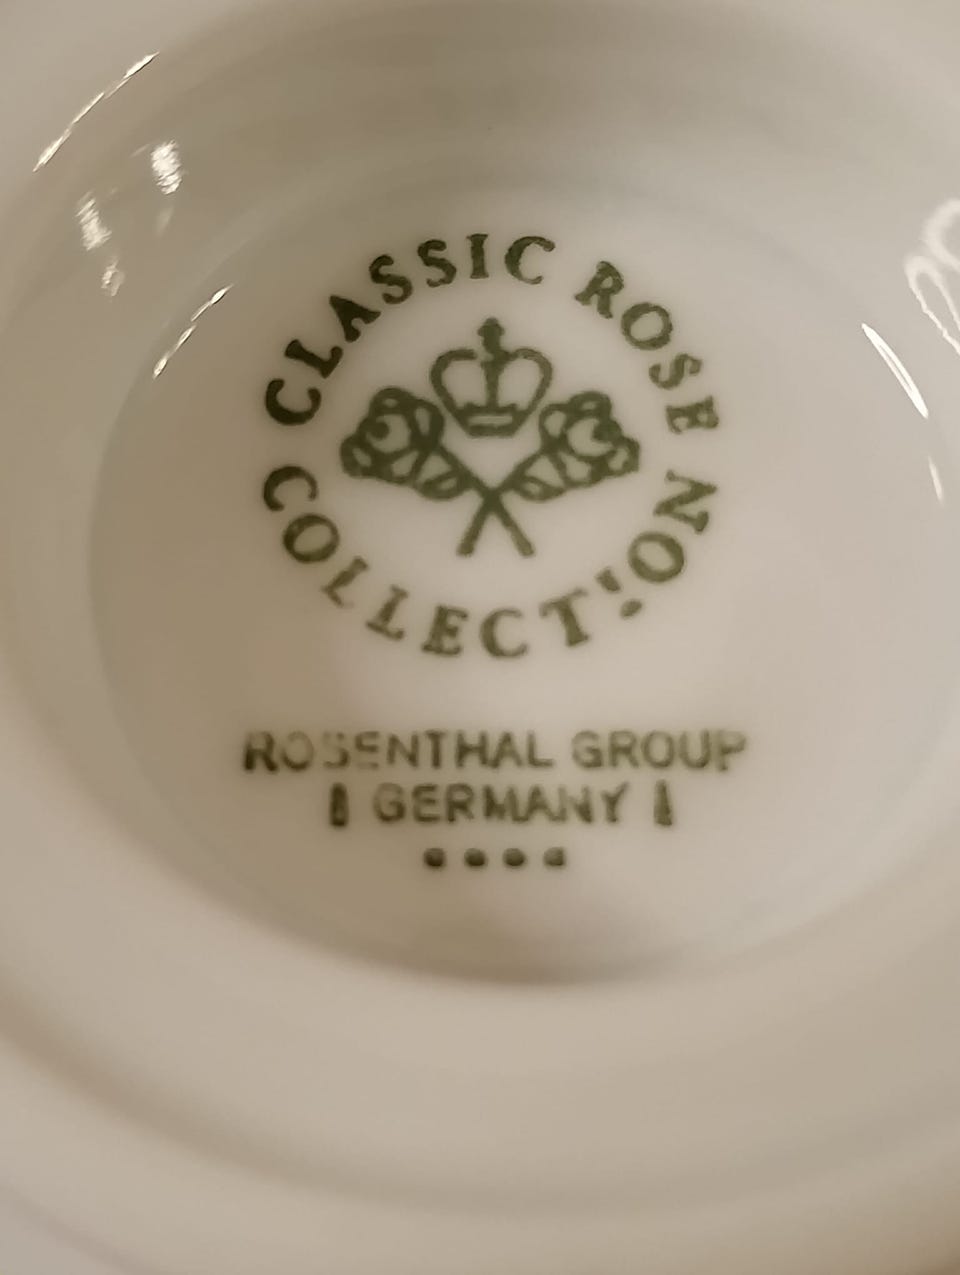 CLASSIC ROSE
COLLECTION
ROSENTHAL GROUP
GERMANY